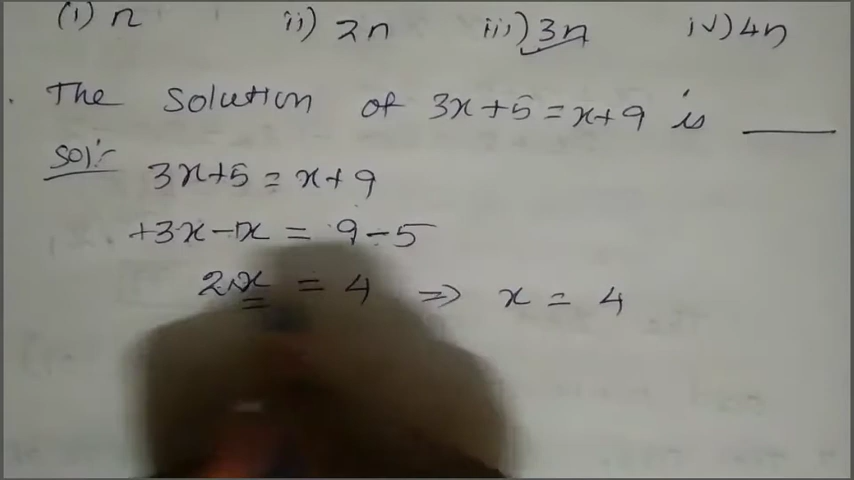 (i) n ii) 2n iii) 3n iv) 4n
. The Solution of 3x+5 = x+9 is ____
Sol:- 3x+5 = x+9
+3x-x = 9-5
2x = 4 => x = 4